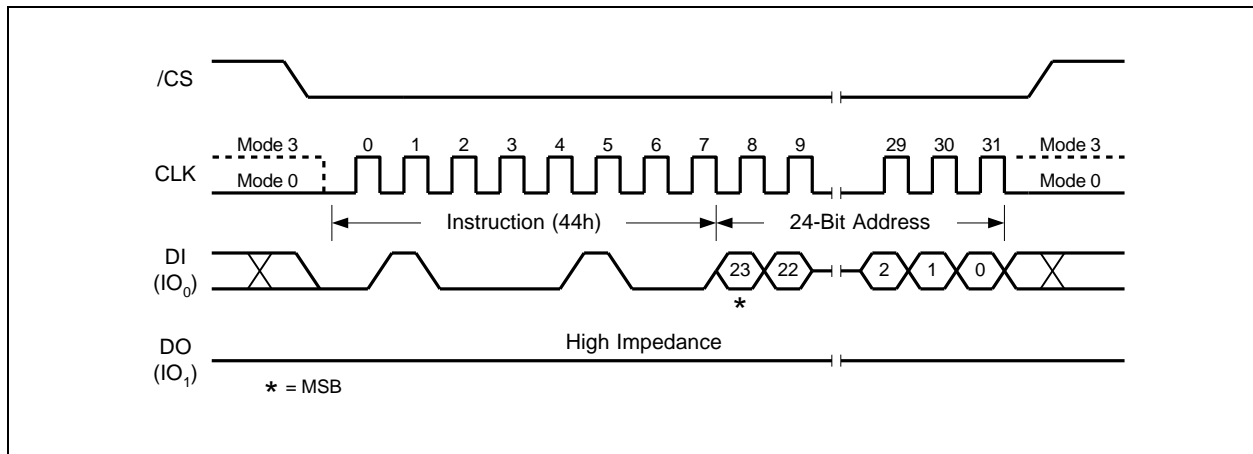 /CS
Mode 3 0 1 2 3 4 5 6 7 8 9 29 30 31 Mode 3
CLK
Mode 0 Mode 0
Instruction (44h) 24-Bit Address
DI
(IO0)
23 22 2 1 0
*
High Impedance
DO
(IO1)
* = MSB